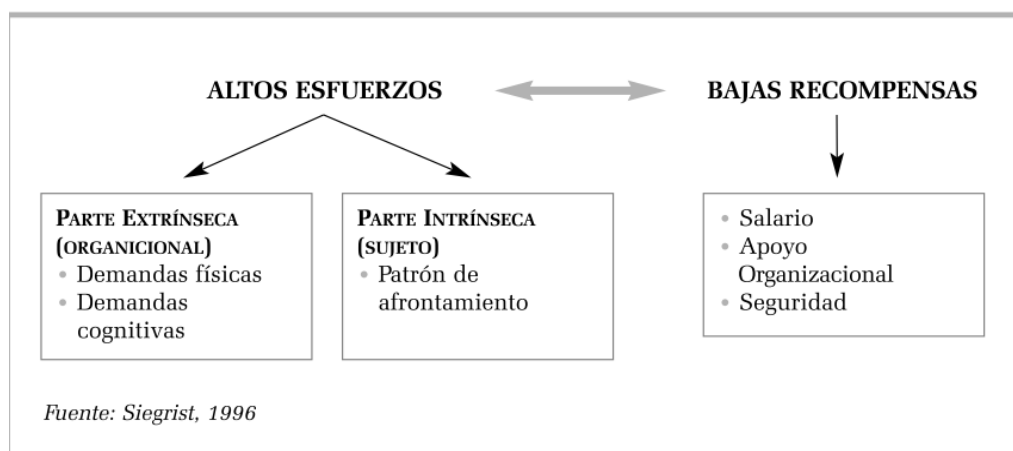 ALTOS ESFUERZOS
BAJAS RECOMPENSAS
PARTE EXTRÍNSECA
(ORGANICIONAL)
• Demandas físicas
• Demandas
cognitivas
PARTE INTRÍNSECA
(SUJETO)
• Patrón de
afrontamiento
• Salario
• Apoyo
Organizacional
• Seguridad
Fuente: Siegrist, 1996